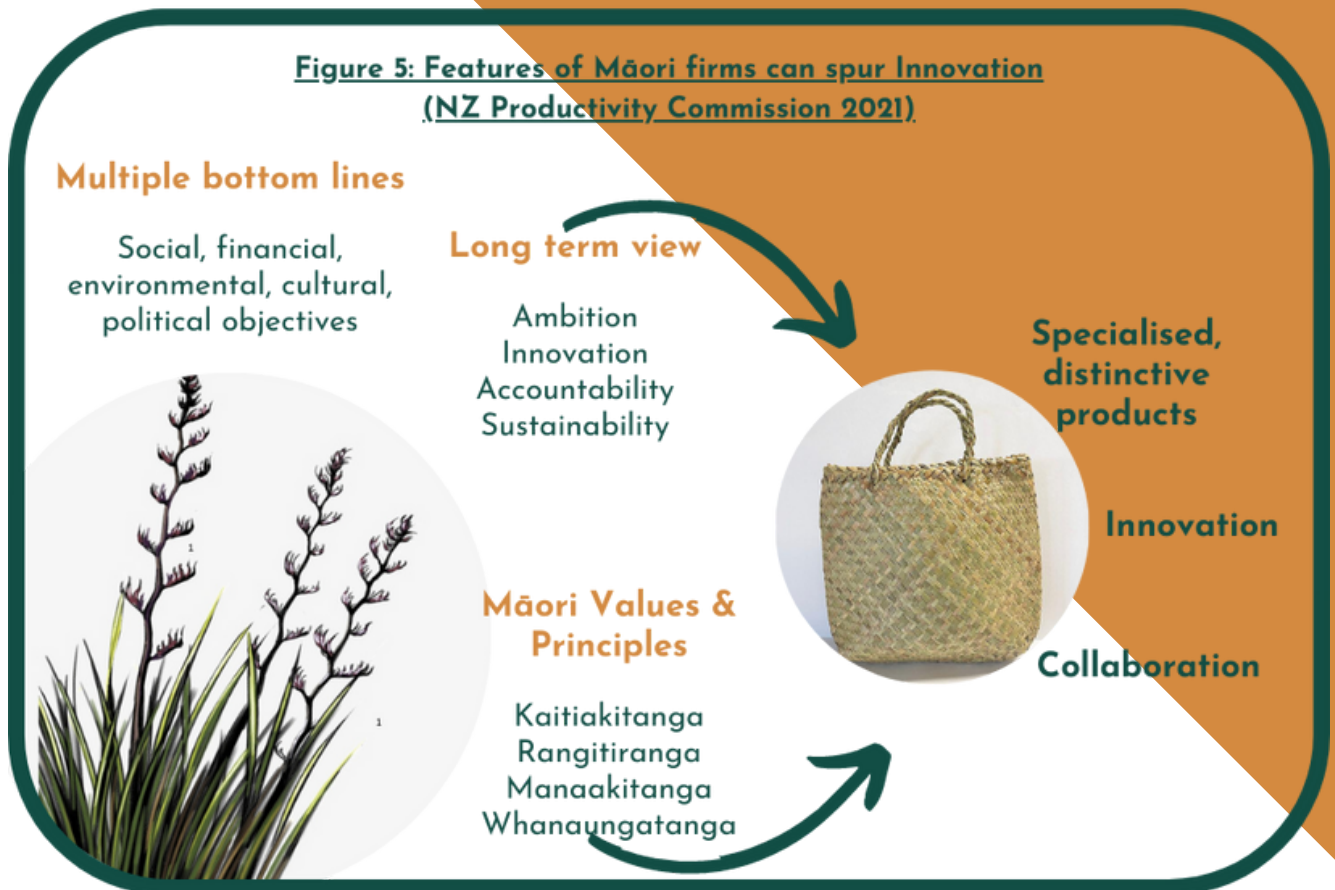 Figure 5: Features of Māori firms can spur Innovation
(NZ Productivity Commission 2021)
Multiple bottom lines
Social, financial,
environmental, cultural,
political objectives
Long term view
Ambition
Innovation
Accountability
Sustainability
Māori Values &
Principles
Kaitiakitanga
Rangitiranga
Manaakitanga
Whanaungatanga
Specialised,
distinctive
products
Innovation
Collaboration
1
1